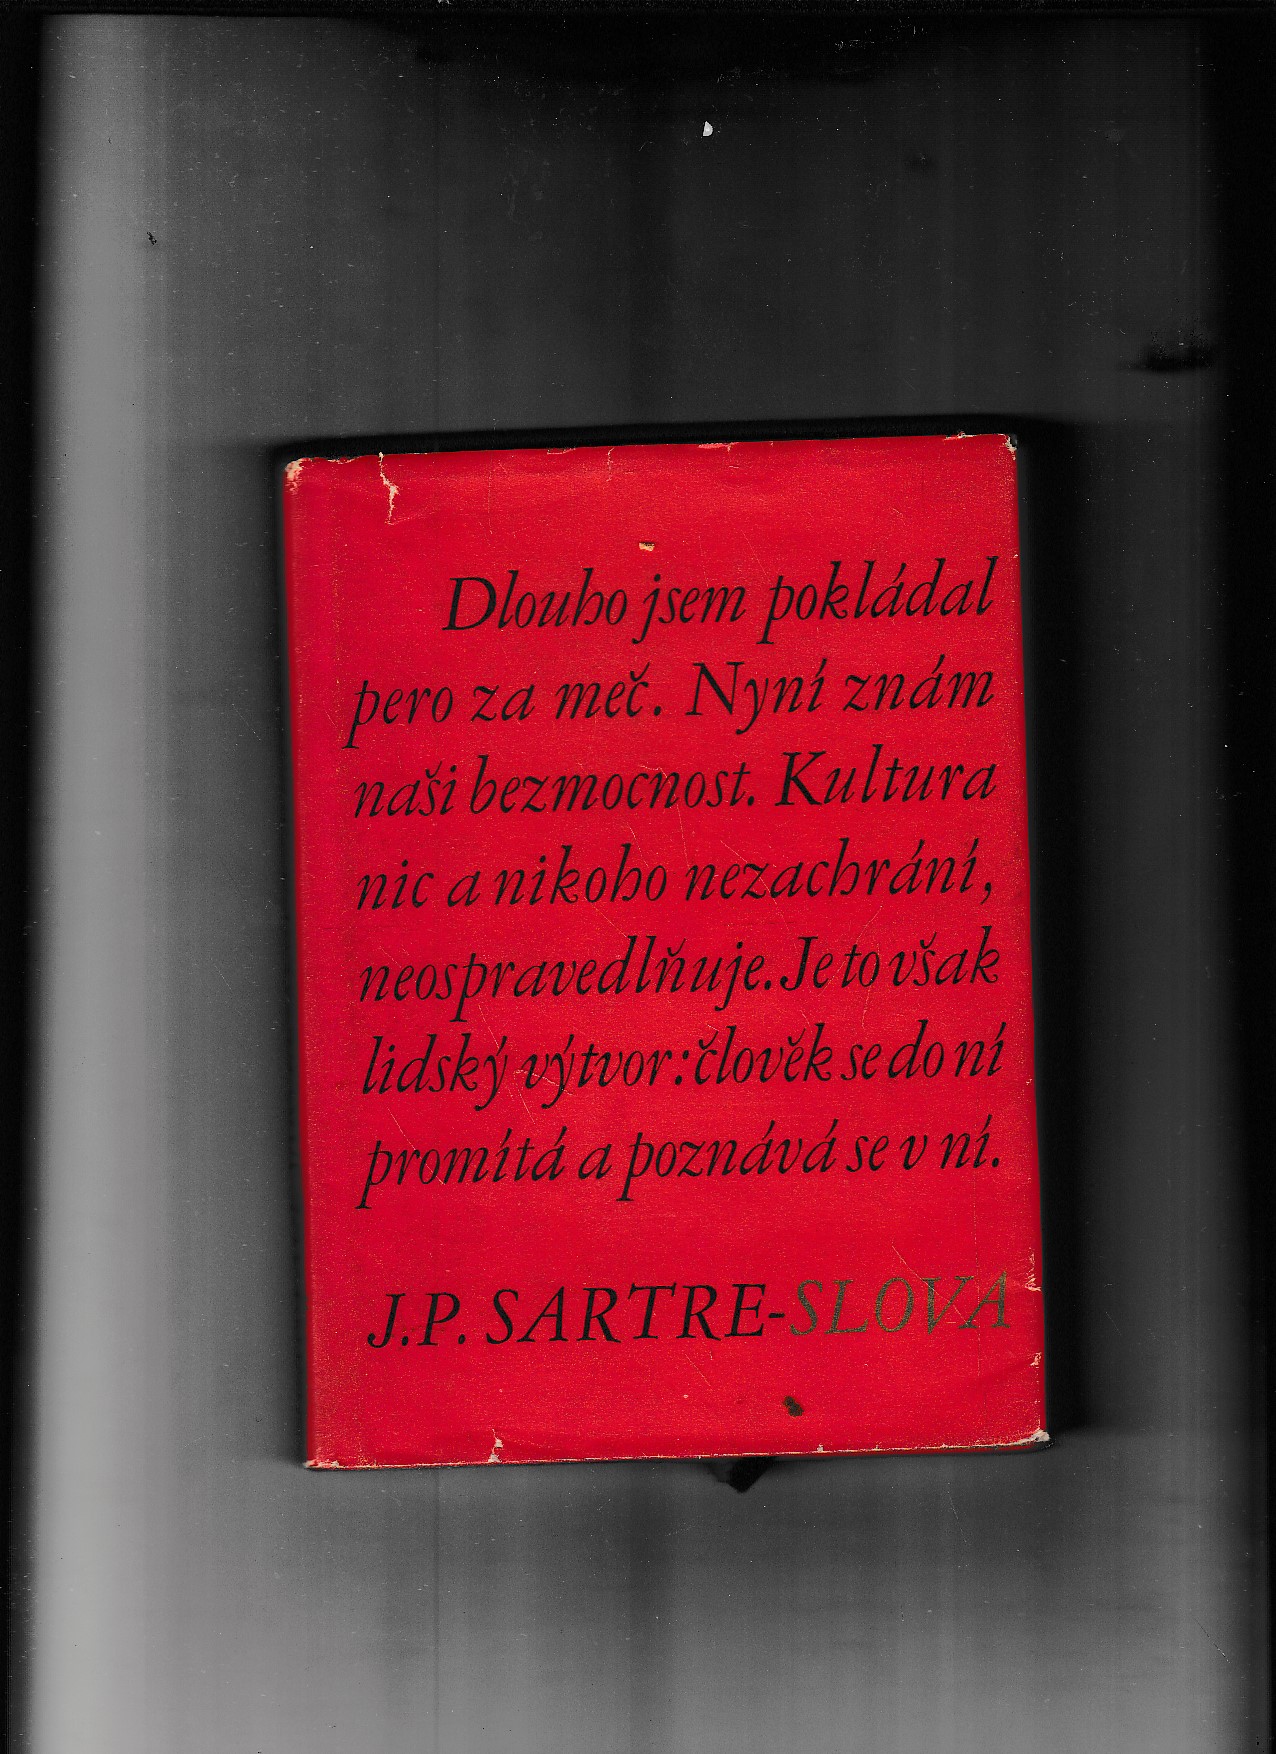 Dlouho jsem pokládal
pero za meč. Nyní znám
naši bezmocnost. Kultura
nic a nikoho nezachrání,
neospravedlňuje. Je to však
lidský výtvor: člověk se do ní
promítá a poznává se v ní.
J. P. SARTRE-SLOVA